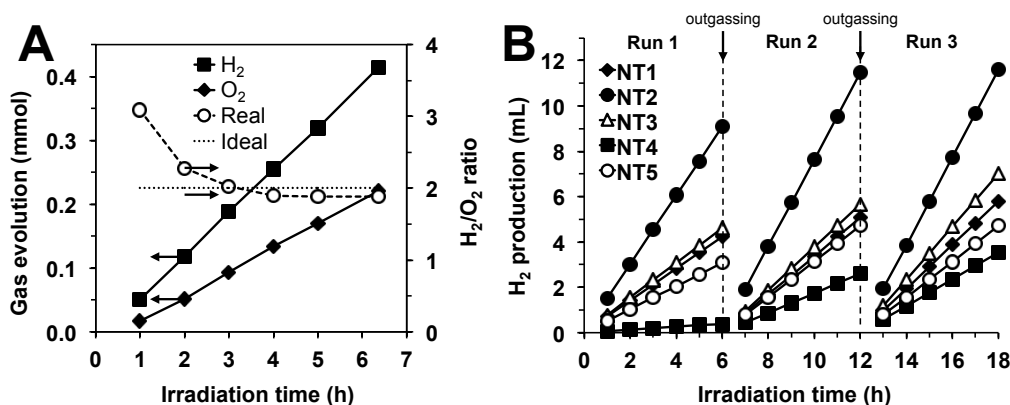 A
Gas evolution (mmol)
0.4
0.3
0.2
0.1
0.0
H₂
O₂
Real
Ideal
4
3
2
1
0
H₂/O₂ ratio
0 1 2 3 4 5 6 7
Irradiation time (h)
outgassing outgassing
B
Run 1 Run 2 Run 3
H₂ production (mL)
12
10
8
6
4
2
0
NT1
NT2
NT3
NT4
NT5
0 2 4 6 8 10 12 14 16 18
Irradiation time (h)